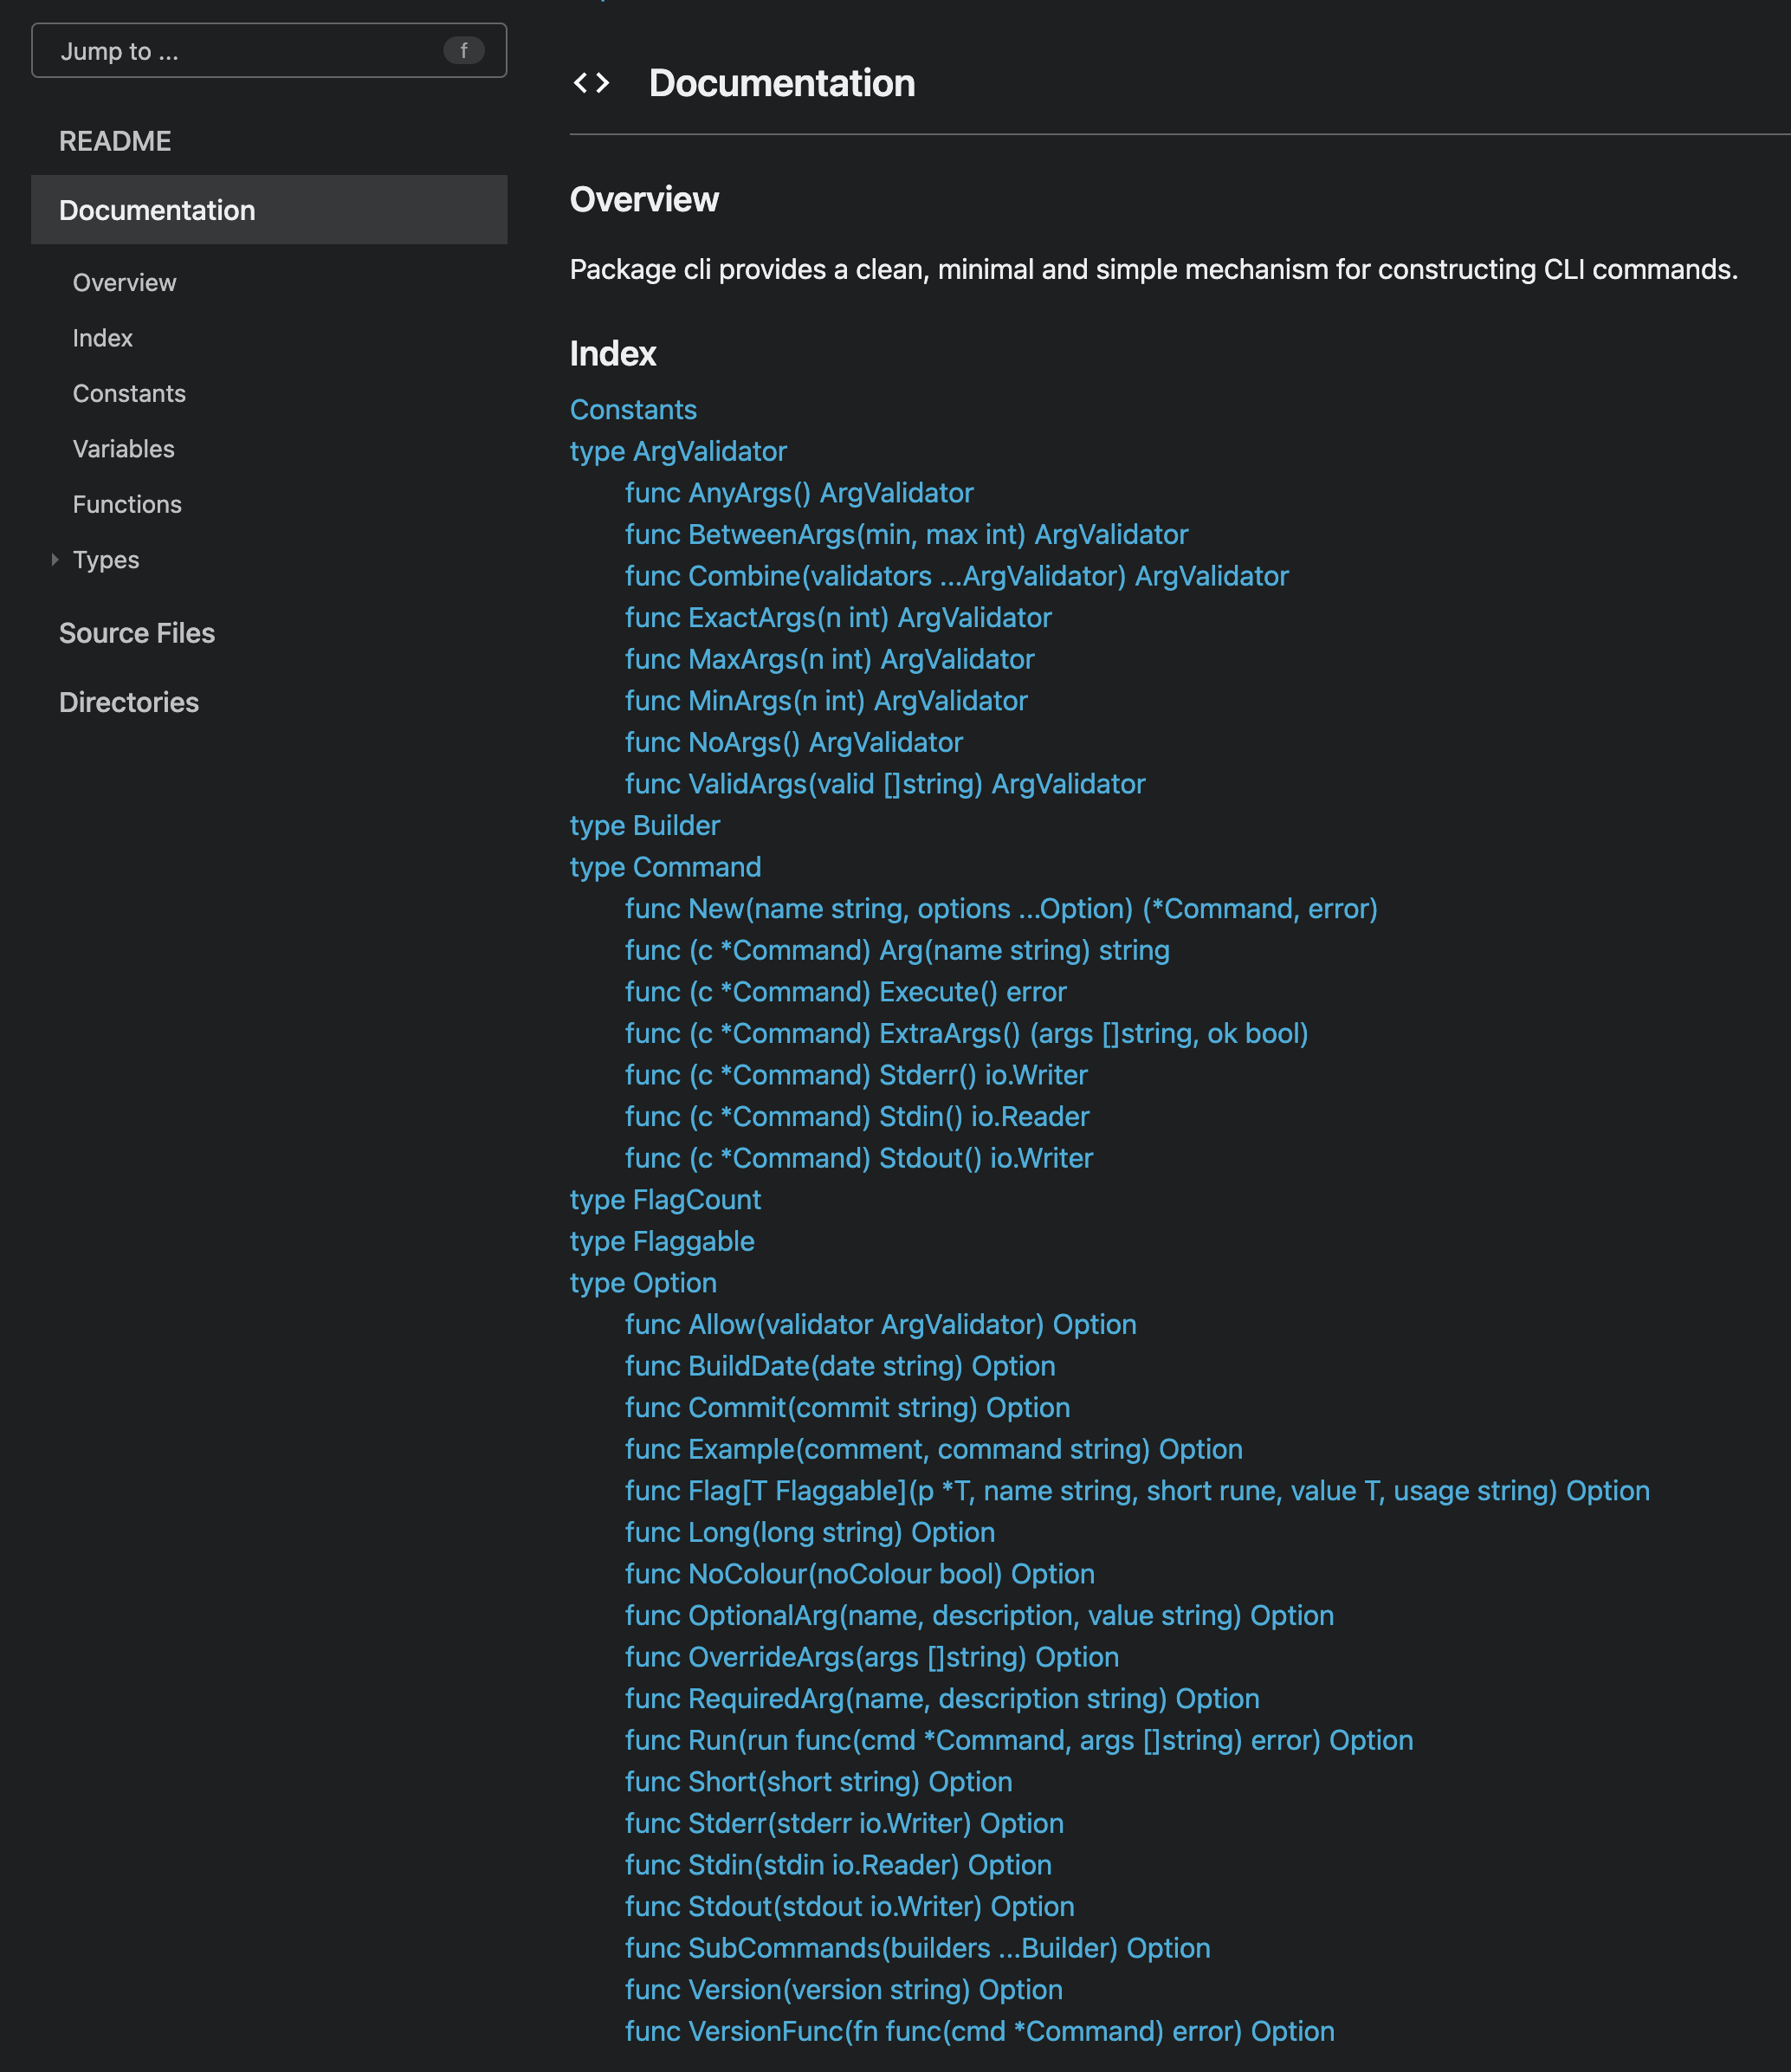 Jump to ...
f
README
Documentation
Overview
Index
Constants
Variables
Functions
Types
Source Files
Directories
<> Documentation
Overview
Package cli provides a clean, minimal and simple mechanism for constructing CLI commands.
Index
Constants
type ArgValidator
func AnyArgs() ArgValidator
func BetweenArgs(min, max int) ArgValidator
func Combine(validators ...ArgValidator) ArgValidator
func ExactArgs(n int) ArgValidator
func MaxArgs(n int) ArgValidator
func MinArgs(n int) ArgValidator
func NoArgs() ArgValidator
func ValidArgs(valid []string) ArgValidator
type Builder
type Command
func New(name string, options ...Option) (*Command, error)
func (c *Command) Arg(name string) string
func (c *Command) Execute() error
func (c *Command) ExtraArgs() (args []string, ok bool)
func (c *Command) Stderr() io.Writer
func (c *Command) Stdin() io.Reader
func (c *Command) Stdout() io.Writer
type FlagCount
type Flaggable
type Option
func Allow(validator ArgValidator) Option
func BuildDate(date string) Option
func Commit(commit string) Option
func Example(comment, command string) Option
func Flag[T Flaggable](p *T, name string, short rune, value T, usage string) Option
func Long(long string) Option
func NoColour(noColour bool) Option
func OptionalArg(name, description, value string) Option
func OverrideArgs(args []string) Option
func RequiredArg(name, description string) Option
func Run(run func(cmd *Command, args []string) error) Option
func Short(short string) Option
func Stderr(stderr io.Writer) Option
func Stdin(stdin io.Reader) Option
func Stdout(stdout io.Writer) Option
func SubCommands(builders ...Builder) Option
func Version(version string) Option
func VersionFunc(fn func(cmd *Command) error) Option